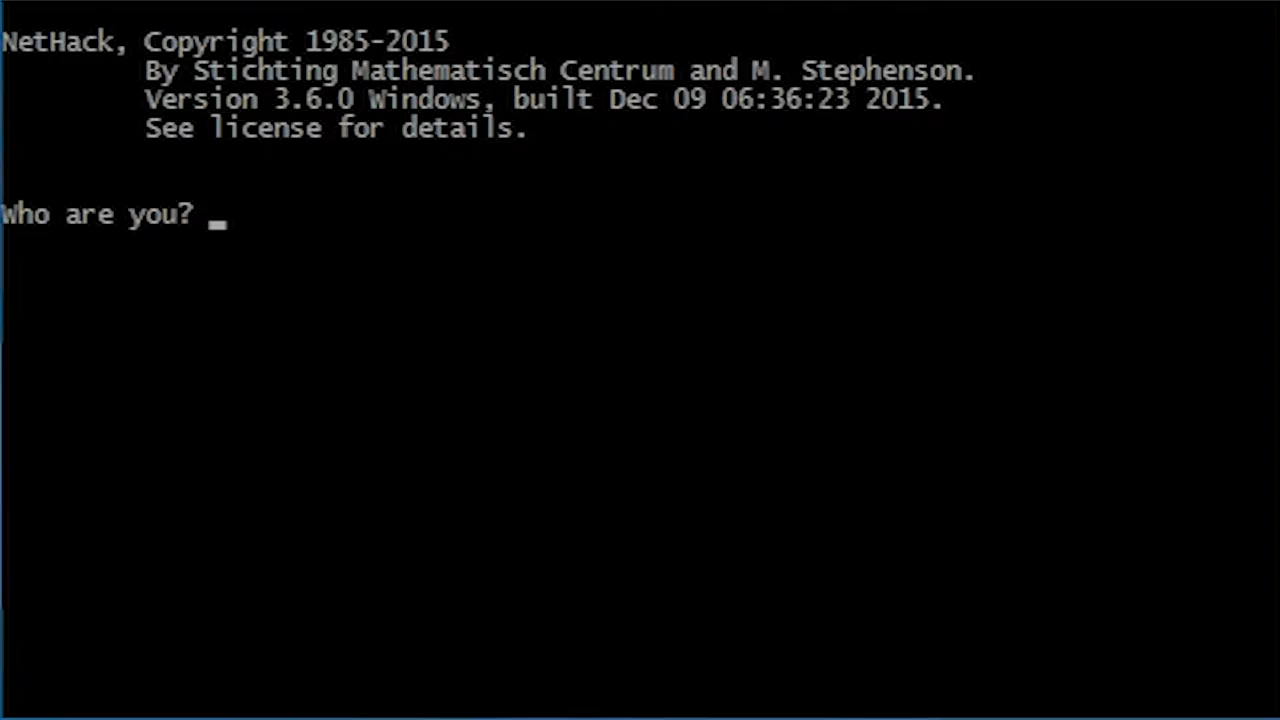 NetHack, Copyright 1985-2015
By Stichting Mathematisch Centrum and M. Stephenson.
Version 3.6.0 Windows, built Dec 09 06:36:23 2015.
See license for details.
Who are you?